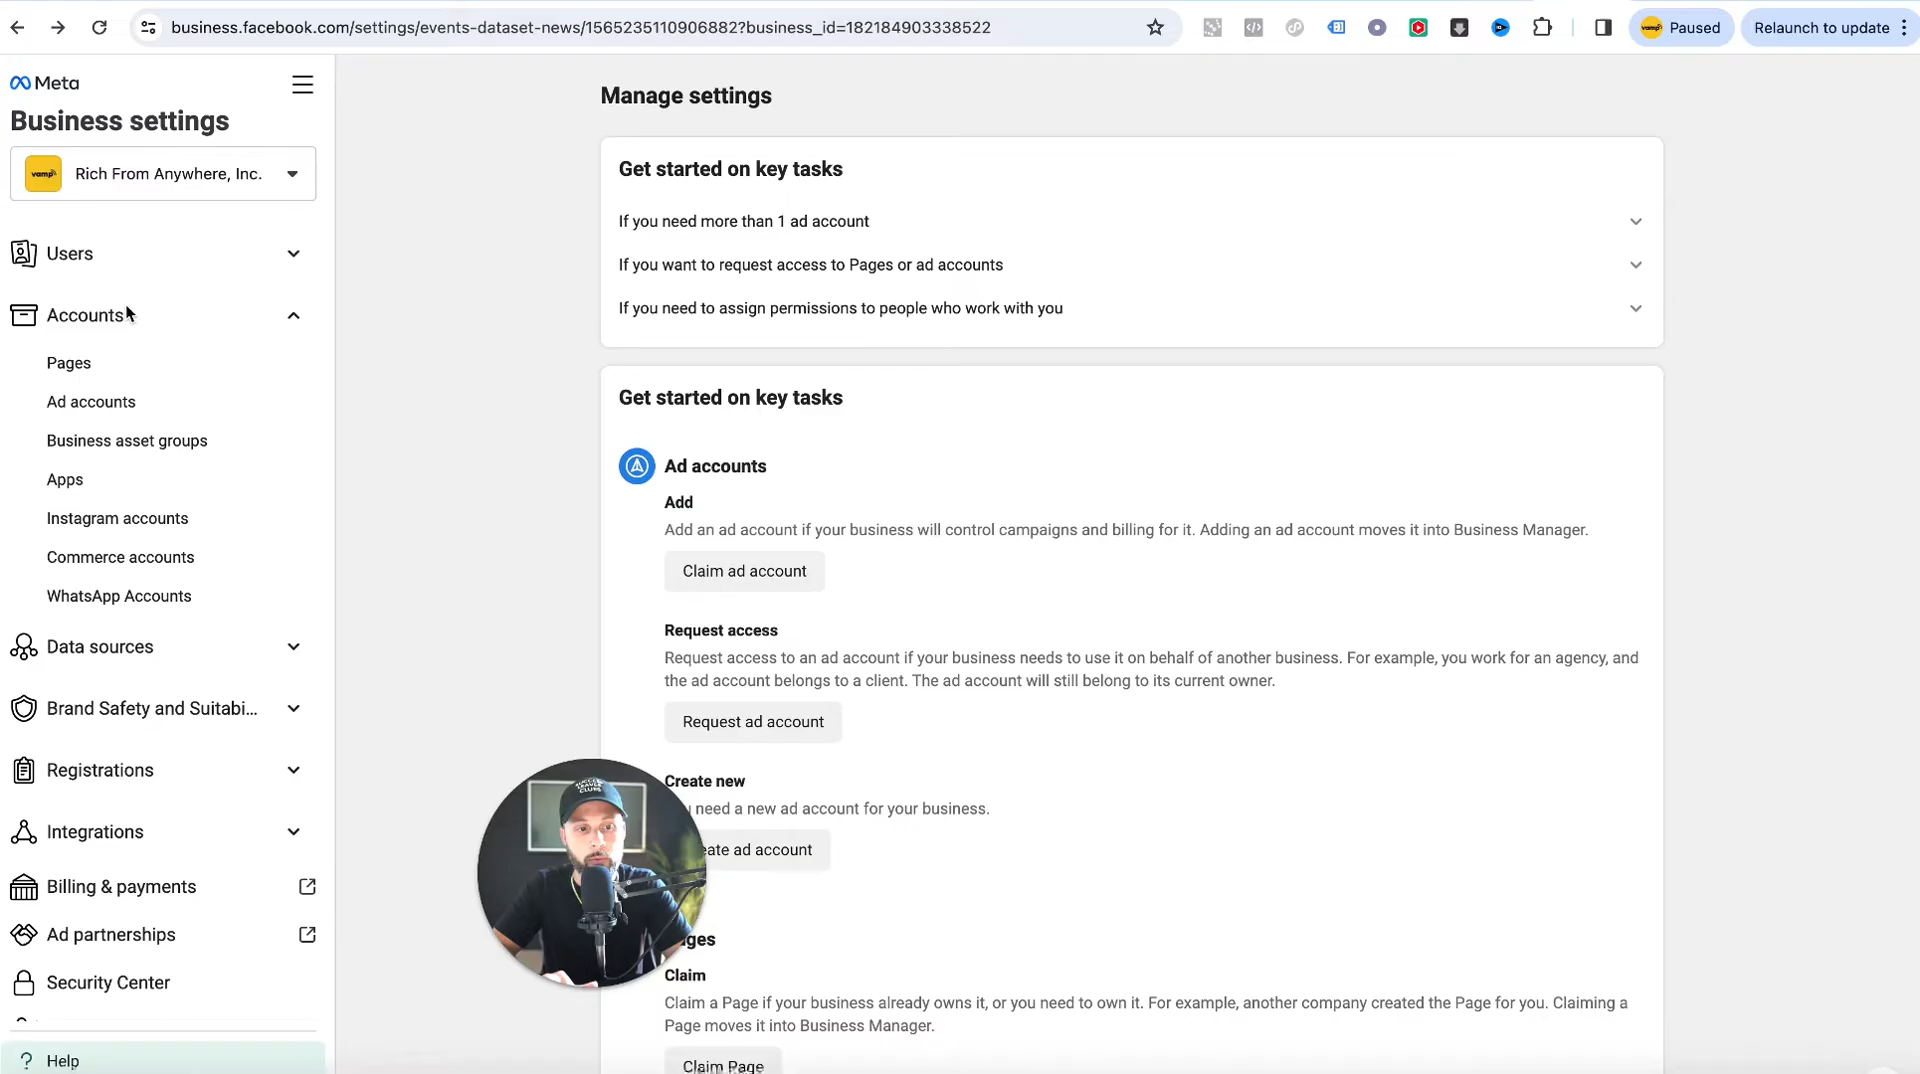 business.facebook.com/settings/events-dataset-news/1565235110906882?business_id=182184903338522
Paused
Relaunch to update
Meta
Business settings
vamp
Rich From Anywhere, Inc.
Users
Accounts
Pages
Ad accounts
Business asset groups
Apps
Instagram accounts
Commerce accounts
WhatsApp Accounts
Data sources
Brand Safety and Suitabi...
Registrations
Integrations
Billing & payments
Ad partnerships
Security Center
? Help
Manage settings
Get started on key tasks
If you need more than 1 ad account
If you want to request access to Pages or ad accounts
If you need to assign permissions to people who work with you
Get started on key tasks
Ad accounts
Add
Add an ad account if your business will control campaigns and billing for it. Adding an ad account moves it into Business Manager.
Claim ad account
Request access
Request access to an ad account if your business needs to use it on behalf of another business. For example, you work for an agency, and
the ad account belongs to a client. The ad account will still belong to its current owner.
Request ad account
Create new
need a new ad account for your business.
ad account
Claim
Claim a Page if your business already owns it, or you need to own it. For example, another company created the Page for you. Claiming a
Page moves it into Business Manager.
Claim Page